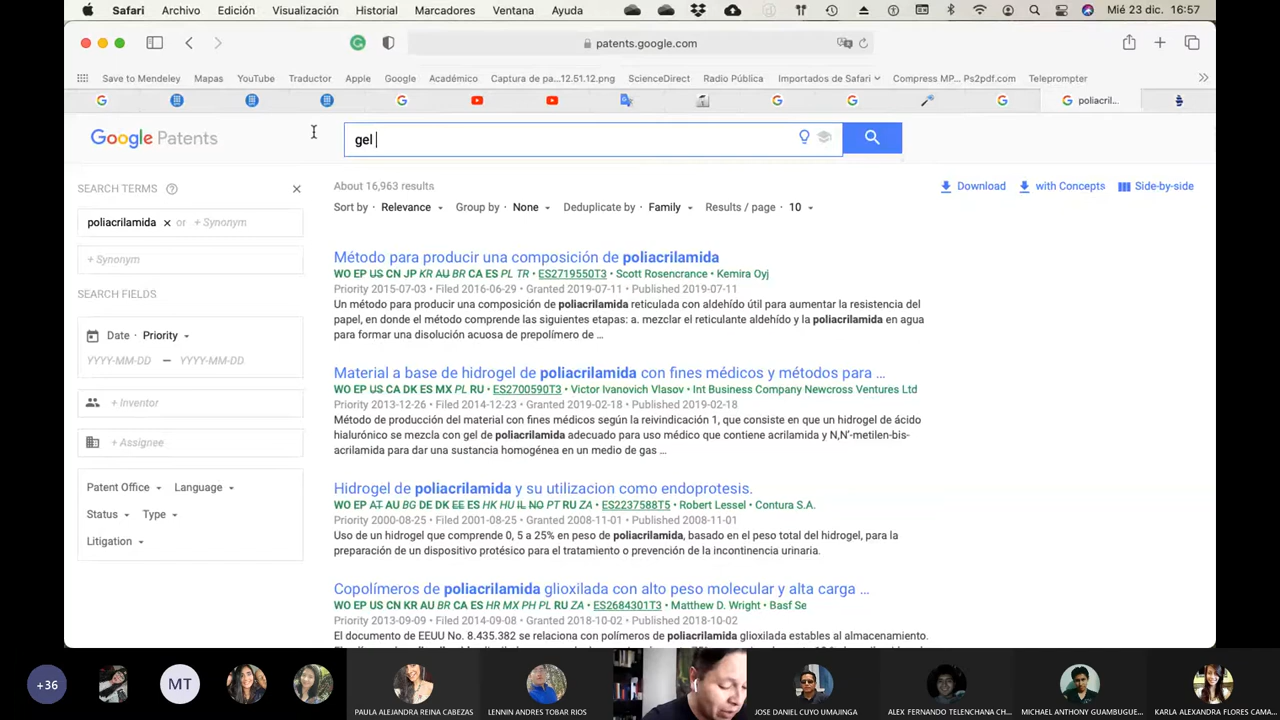 Safari Archivo Edición Visualización Historial Marcadores Ventana Ayuda Mié 23 dic. 16:57
patents.google.com
Save to Mendeley Mapas YouTube Traductor Apple Google Académico Captura de pa...12.51.12.png ScienceDirect Radio Pública Importados de Safari Compress MP... Ps2pdf.com Teleprompter
poliacril...
Google Patents
gel
SEARCH TERMS
poliacrilamida × or + Synonym
+ Synonym
SEARCH FIELDS
Date · Priority
YYYY-MM-DD — YYYY-MM-DD
+ Inventor
+ Assignee
Patent Office Language
Status Type
Litigation
About 16,963 results
Download with Concepts Side-by-side
Sort by · Relevance Group by · None Deduplicate by · Family Results / page · 10
Método para producir una composición de poliacrilamida
WO EP US CN JP KR AU BR CA ES PL TR • ES2719550T3 • Scott Rosencrance • Kemira Oyj
Priority 2015-07-03 • Filed 2016-06-29 • Granted 2019-07-11 • Published 2019-07-11
Un método para producir una composición de poliacrilamida reticulada con aldehído útil para aumentar la resistencia del
papel, en donde el método comprende las siguientes etapas: a. mezclar el reticulante aldehído y la poliacrilamida en agua
para formar una disolución acuosa de prepolímero de ...
Material a base de hidrogel de poliacrilamida con fines médicos y métodos para ...
WO EP US CA DK ES MX PL RU • ES2700590T3 • Victor Ivanovich Vlasov • Int Business Company Newcross Ventures Ltd
Priority 2013-12-26 • Filed 2014-12-23 • Granted 2019-02-18 • Published 2019-02-18
Método de producción del material con fines médicos según la reivindicación 1, que consiste en que un hidrogel de ácido
hialurónico se mezcla con gel de poliacrilamida adecuado para uso médico que contiene acrilamida y N,N'-metilen-bis-
acrilamida para dar una sustancia homogénea en un medio de gas ...
Hidrogel de poliacrilamida y su utilizacion como endoprotesis.
WO EP AT AU BG DE DK EE ES HK HU IL NO PT RU ZA • ES2237588T5 • Robert Lessel • Contura S.A.
Priority 2000-08-25 • Filed 2001-08-25 • Granted 2008-11-01 • Published 2008-11-01
Uso de un hidrogel que comprende 0, 5 a 25% en peso de poliacrilamida, basado en el peso total del hidrogel, para la
preparación de un dispositivo protésico para el tratamiento o prevención de la incontinencia urinaria.
Copolímeros de poliacrilamida glioxilada con alto peso molecular y alta carga ...
WO EP US CN KR AU BR CA ES HR MX PH PL RU ZA • ES2684301T3 • Matthew D. Wright • Basf Se
Priority 2013-09-09 • Filed 2014-09-08 • Granted 2018-10-02 • Published 2018-10-02
El documento de EEUU No. 8.435.382 se relaciona con polímeros de poliacrilamida glioxilada estables al almacenamiento.
+36 MT PAULA ALEJANDRA REINA CABEZAS LENNIN ANDRES TOBAR RIOS JOSE DANIEL CUYO UMAJINGA ALEX FERNANDO TELENCHANA CH... MICHAEL ANTHONY GUAMBUGUE... KARLA ALEXANDRA FLORES CAMA...